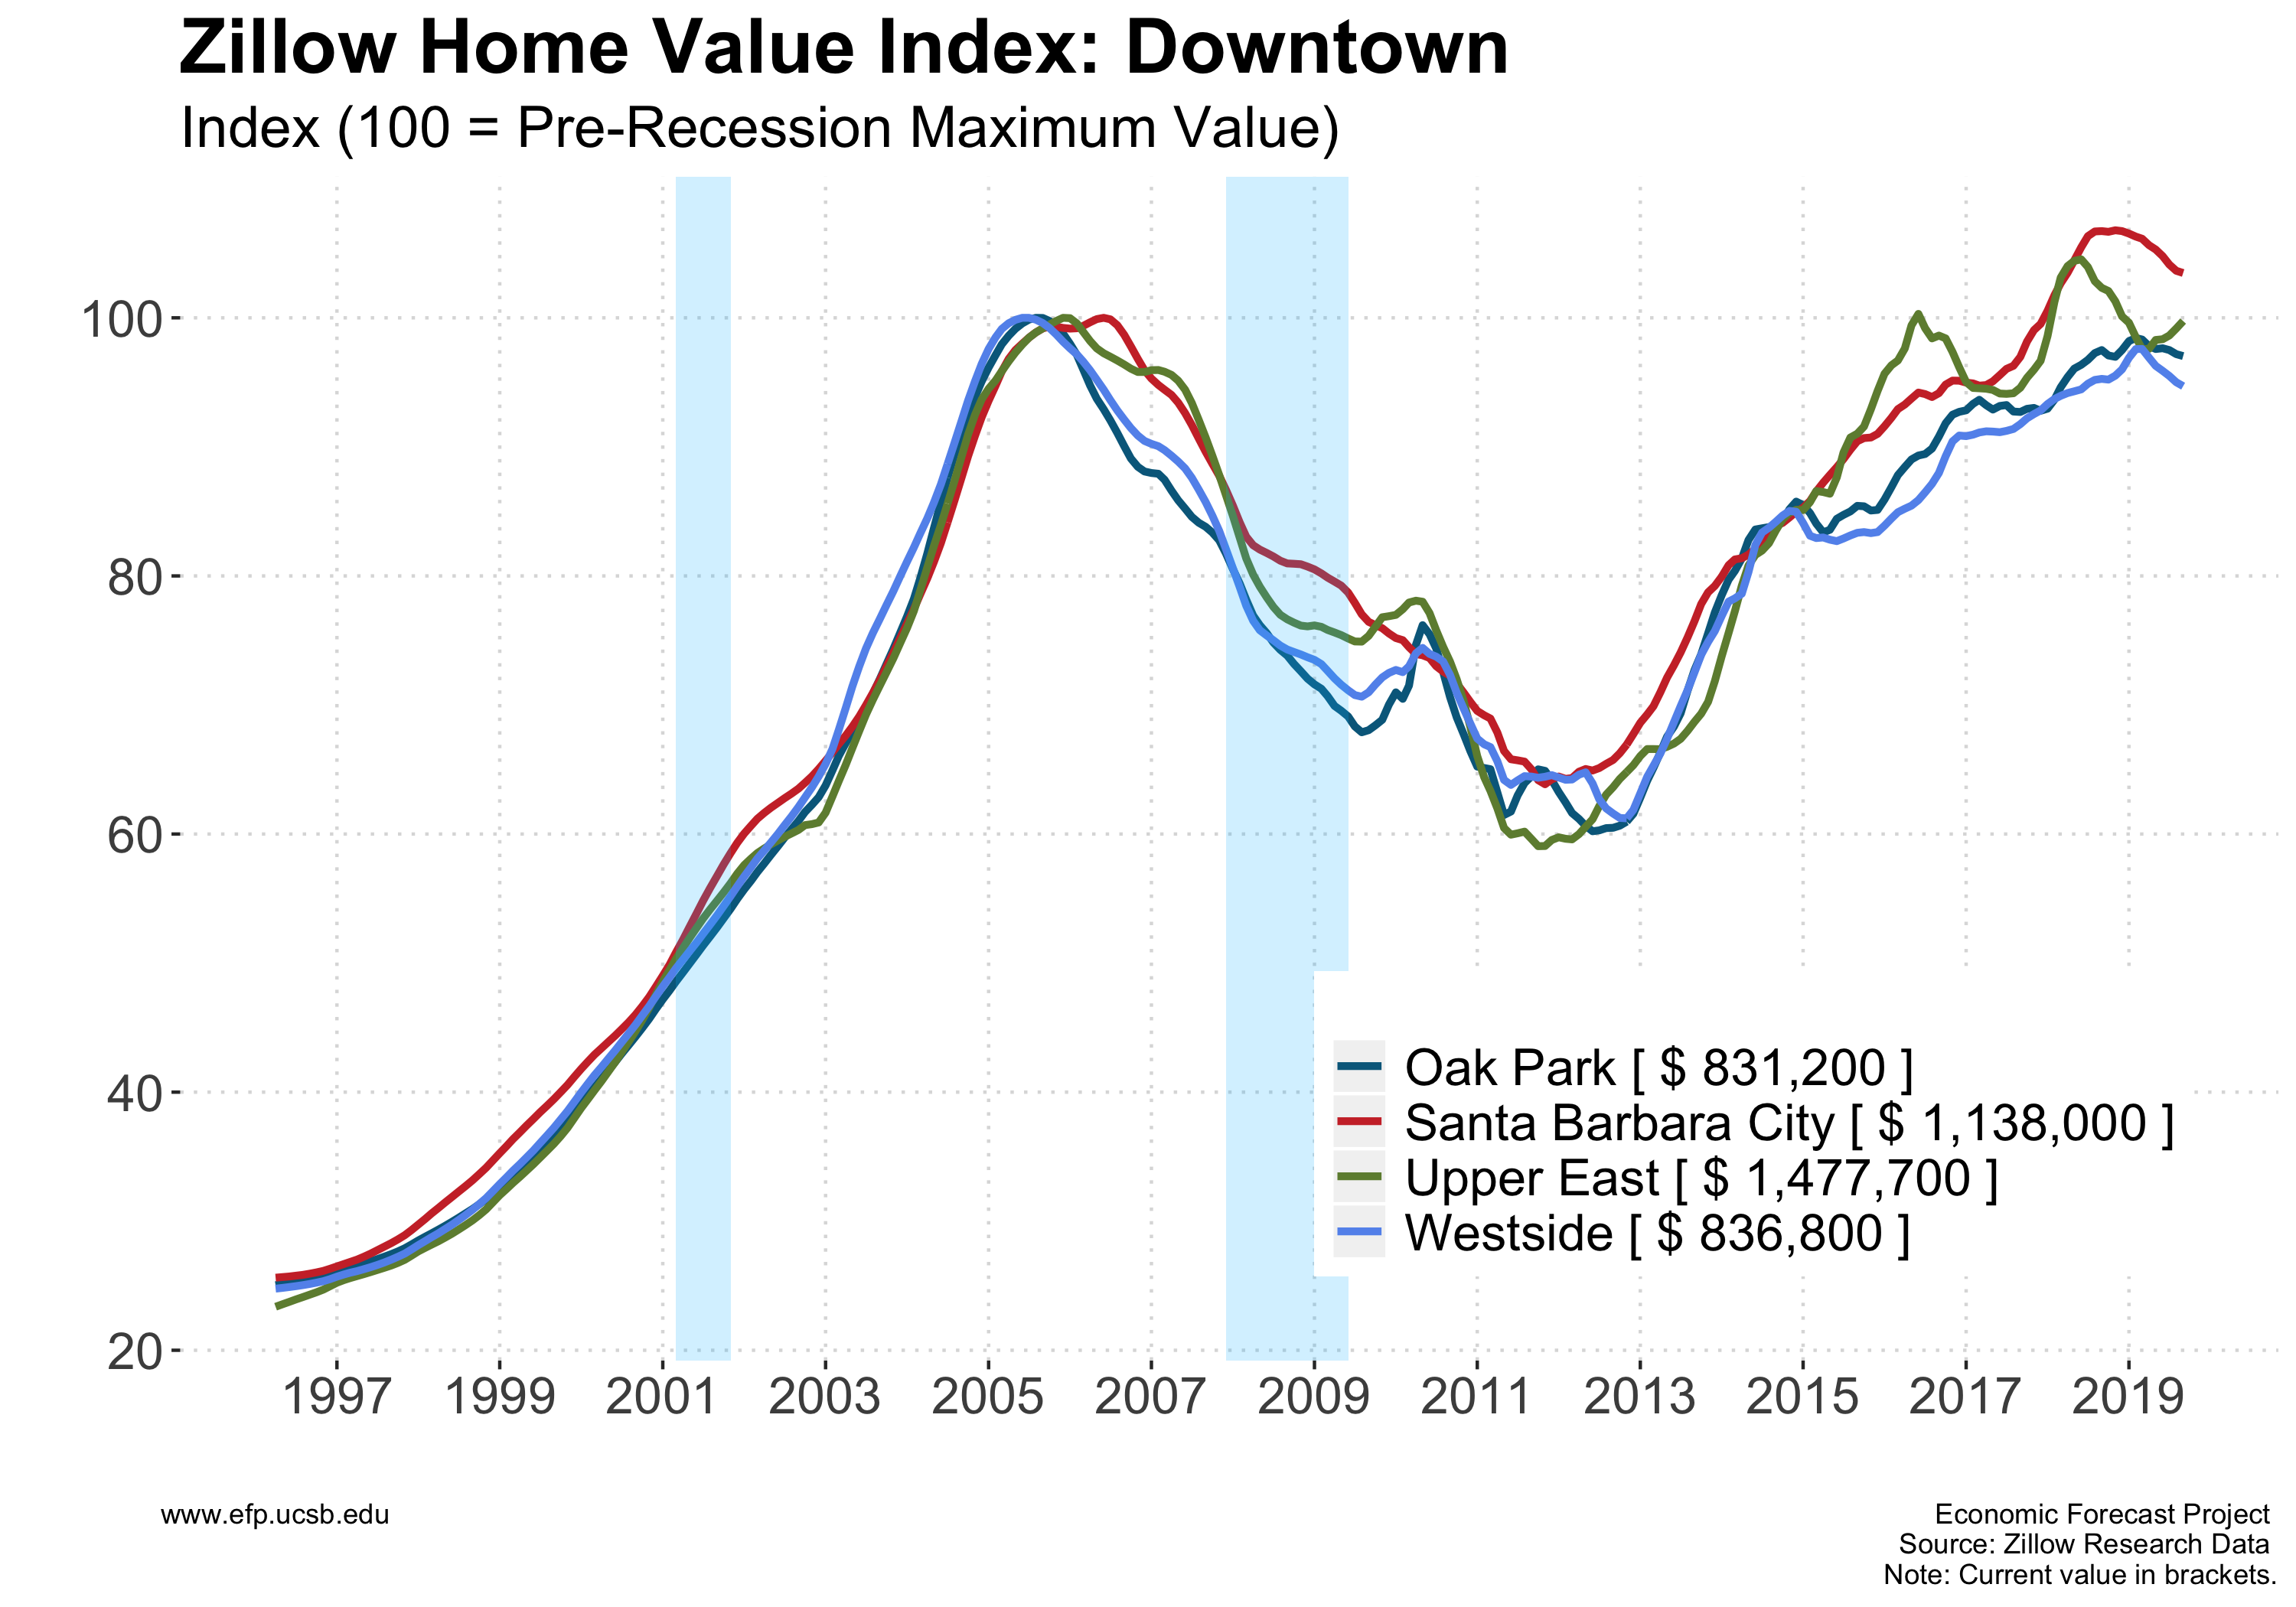 Zillow Home Value Index: Downtown
Index (100 = Pre-Recession Maximum Value)
100
80
60
40
20
Oak Park [ $ 831,200 ]
Santa Barbara City [ $ 1,138,000 ]
Upper East [ $ 1,477,700 ]
Westside [ $ 836,800 ]
1997 1999 2001 2003 2005 2007 2009 2011 2013 2015 2017 2019
www.efp.ucsb.edu
Economic Forecast Project
Source: Zillow Research Data
Note: Current value in brackets.